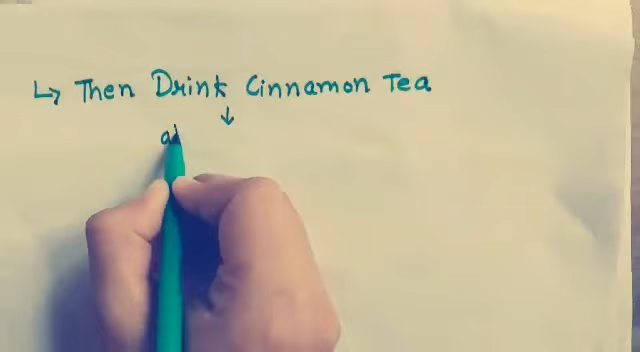 ↳ Then Drink Cinnamon Tea
↓